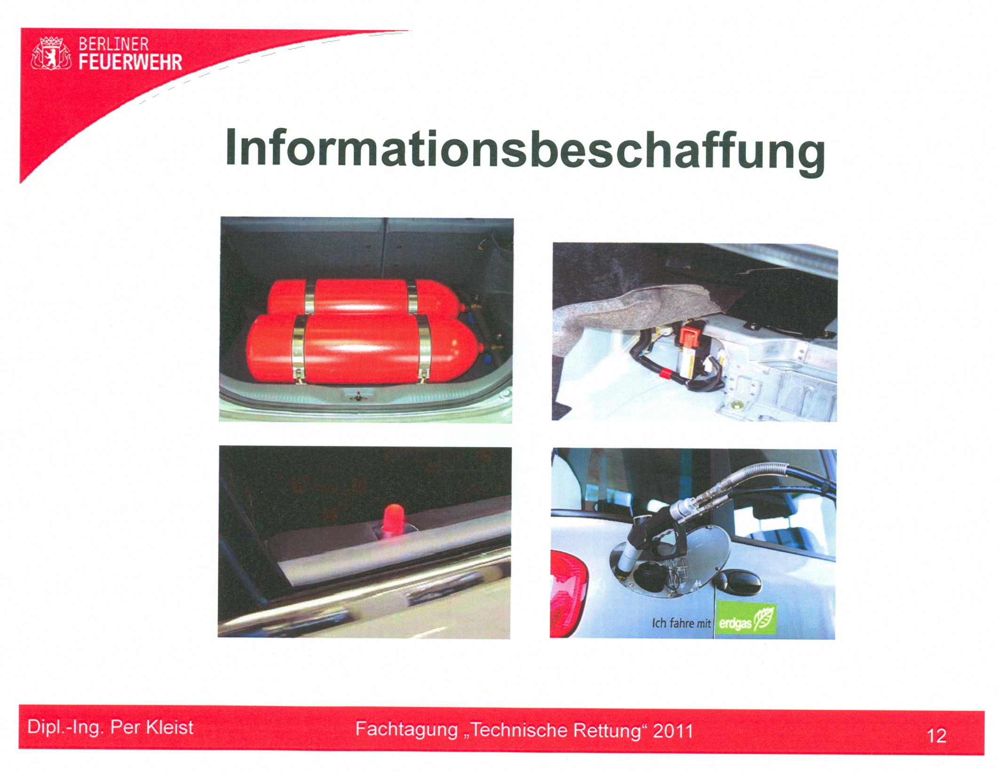 BERLINER
FEUERWEHR
Informationsbeschaffung
Ich fahre mit erdgas
Dipl.-Ing. Per Kleist
Fachtagung „Technische Rettung“ 2011
12